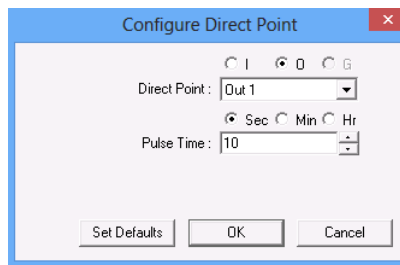 Configure Direct Point
I O G
Direct Point : Out 1
Sec Min Hr
Pulse Time : 10
Set Defaults OK Cancel